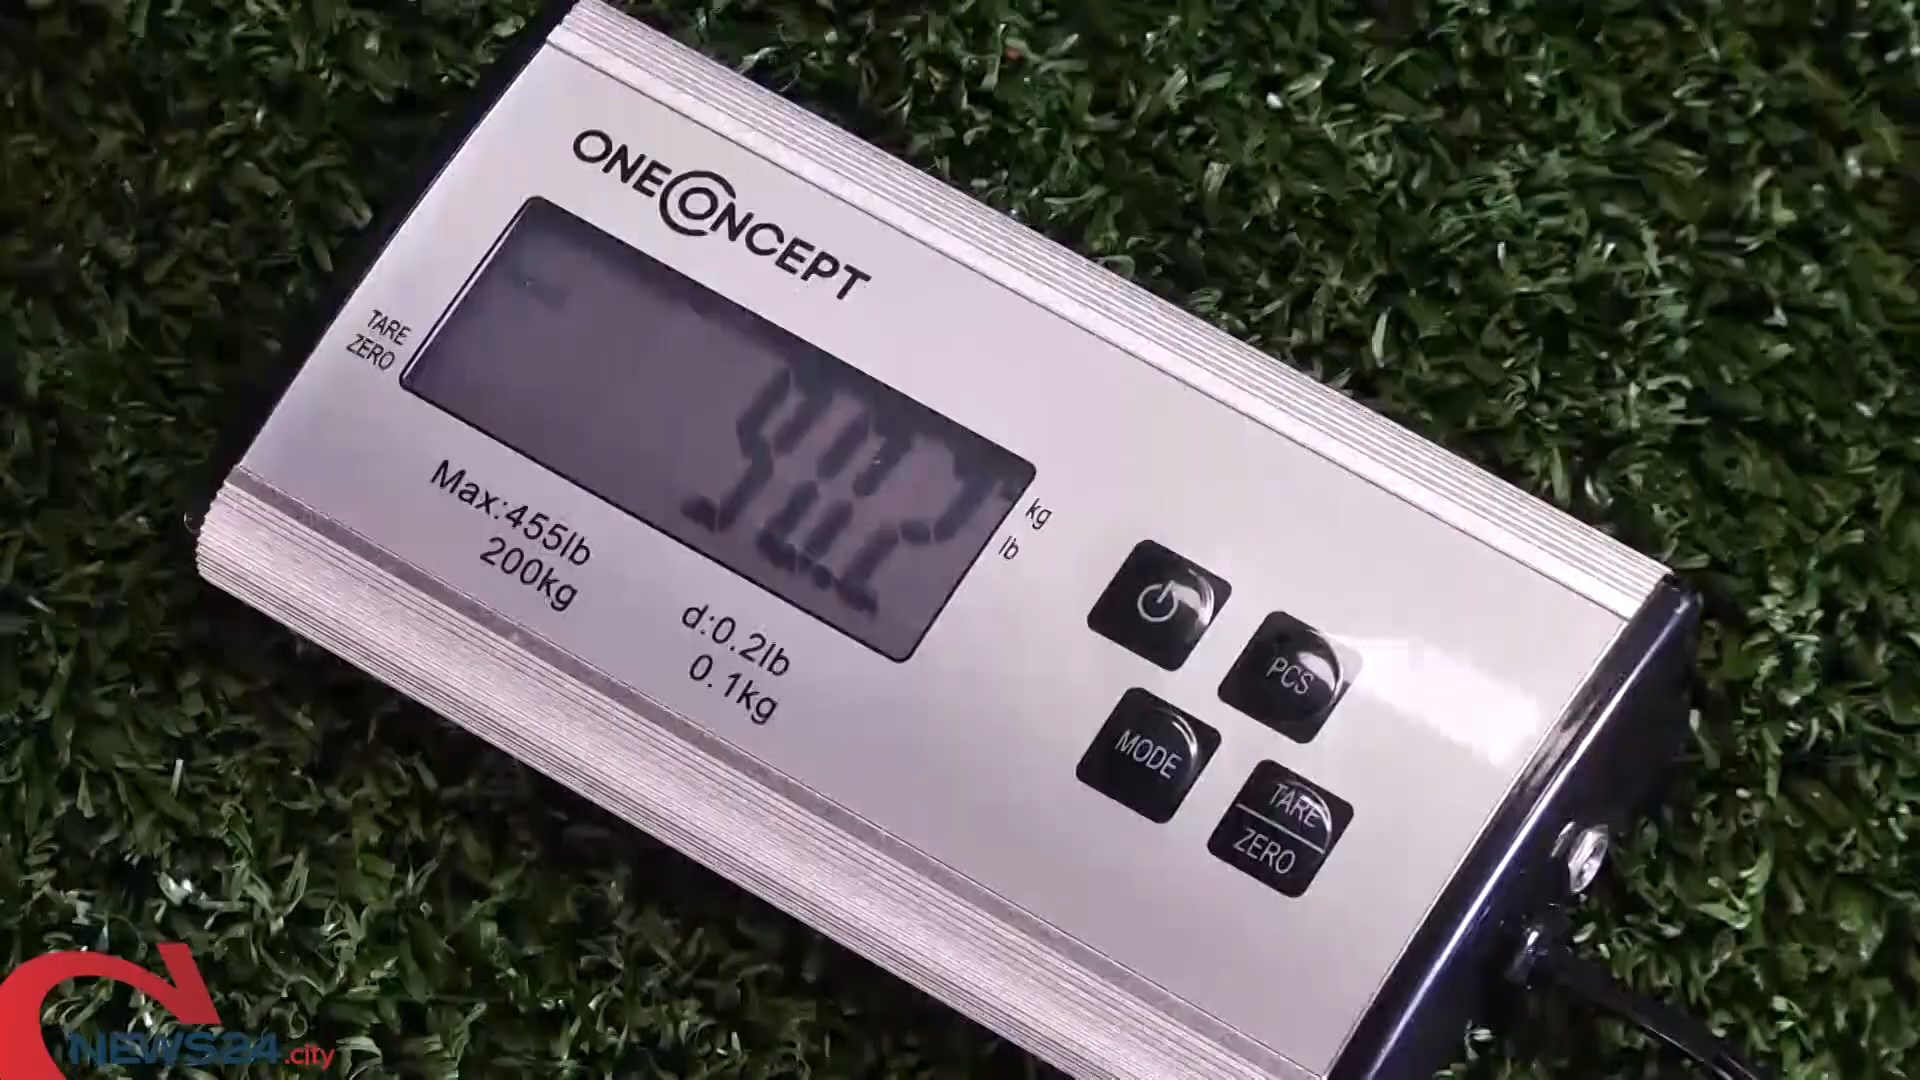 ONECONCEPT
TARE
ZERO
kg
lb
Max:455lb
200kg
d:0.2lb
0.1kg
PCS
MODE
TARE
ZERO
NEWS24.city